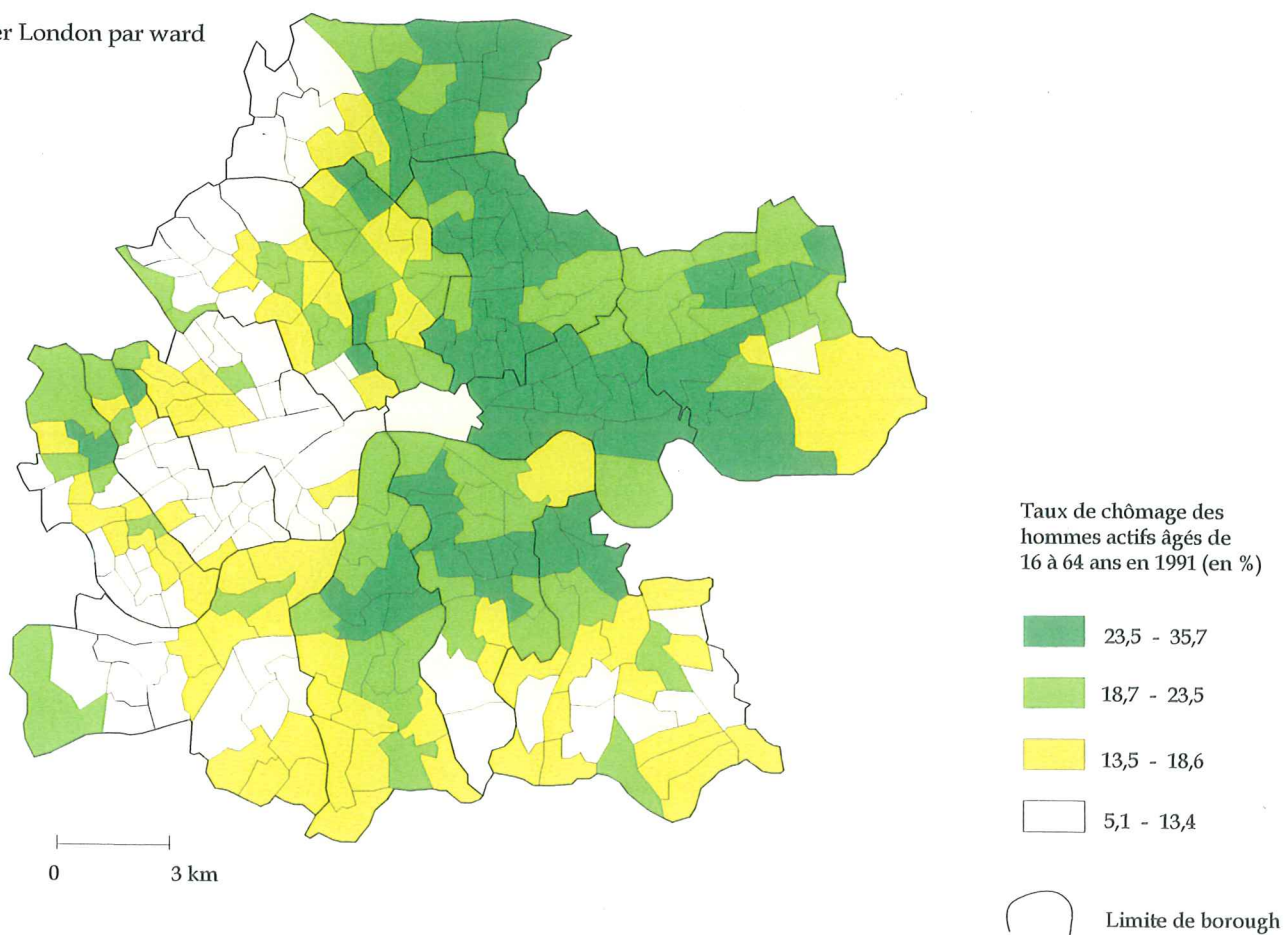 er London par ward
Taux de chômage des
hommes actifs âgés de
16 à 64 ans en 1991 (en %)
23,5 - 35,7
18,7 - 23,5
13,5 - 18,6
5,1 - 13,4
0 3 km
Limite de borough